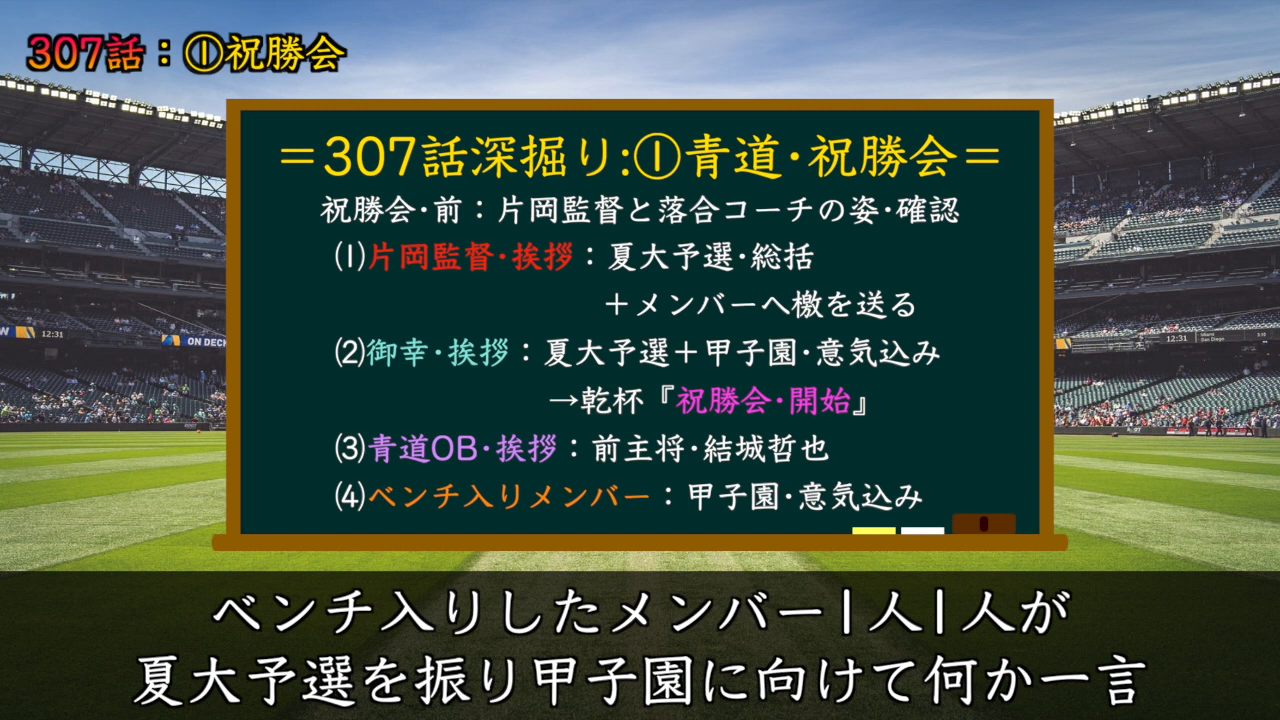 307話：①祝勝会
＝307話深掘り:①青道･祝勝会＝
祝勝会･前：片岡監督と落合コーチの姿･確認
⑴片岡監督･挨拶：夏大予選･総括
＋メンバーへ檄を送る
⑵御幸･挨拶：夏大予選＋甲子園･意気込み
→乾杯『祝勝会･開始』
⑶青道OB･挨拶：前主将･結城哲也
⑷ベンチ入りメンバー：甲子園･意気込み
12:31
ON DECK
12:31
ベンチ入りしたメンバー1人1人が
夏大予選を振り甲子園に向けて何か一言